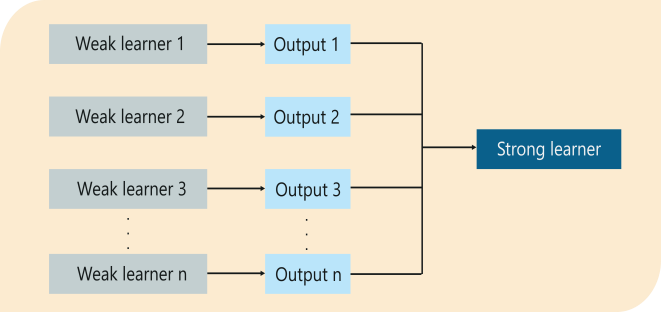 Weak learner 1
Output 1
Weak learner 2
Output 2
Strong learner
Weak learner 3
Output 3
Weak learner n
Output n